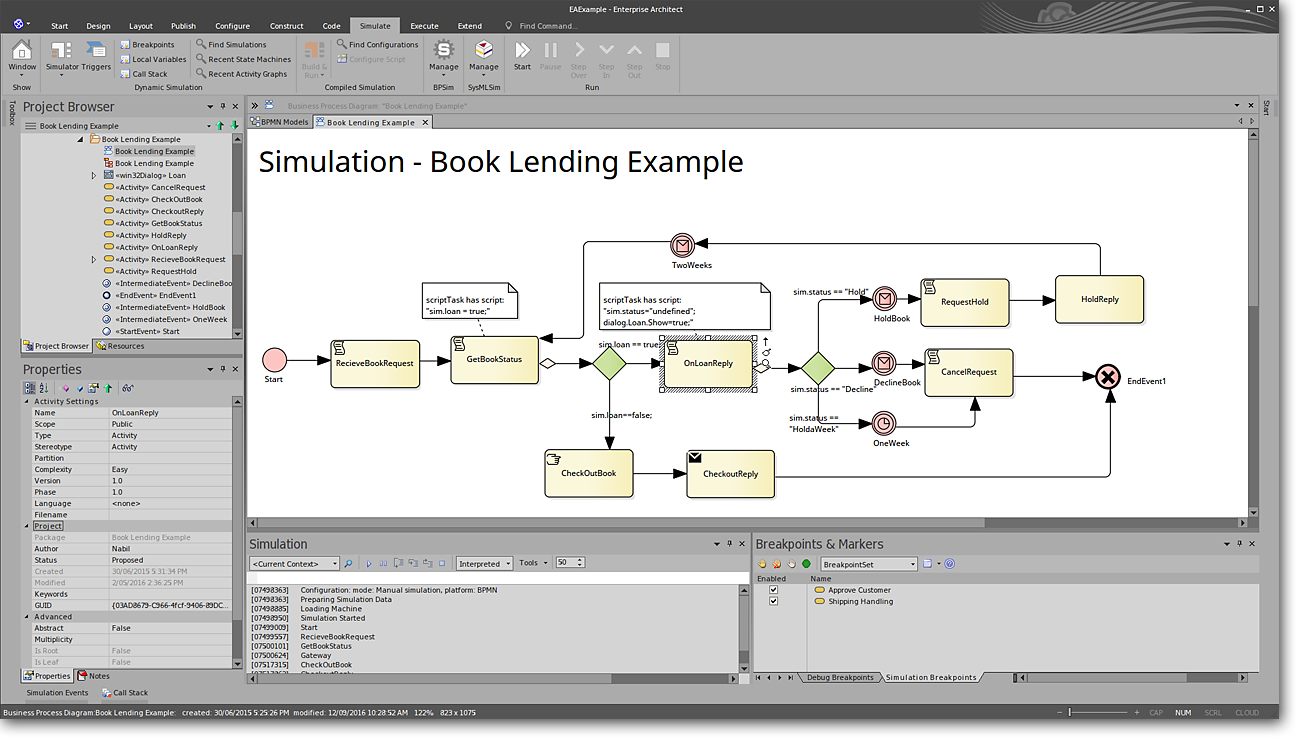 EAExample - Enterprise Architect
Start Design Layout Publish Configure Construct Code Simulate Execute Extend Find Command...
Window
Show
Simulator Triggers
Breakpoints
Local Variables
Call Stack
Find Simulations
Recent State Machines
Recent Activity Graphs
Dynamic Simulation
Build & Run
Find Configurations
Configure Script
Compiled Simulation
Manage
BPSim
Manage
SysMLSim
Start Pause Step Over Step In Step Out Stop
Run
Toolbox
Project Browser
Book Lending Example
Book Lending Example
Book Lending Example
Book Lending Example
«win32Dialog» Loan
«Activity» CancelRequest
«Activity» CheckOutBook
«Activity» CheckoutReply
«Activity» GetBookStatus
«Activity» HoldReply
«Activity» OnLoanReply
«Activity» RecieveBookRequest
«Activity» RequestHold
«IntermediateEvent» DeclineBoo
«EndEvent» EndEvent1
«IntermediateEvent» HoldBook
«IntermediateEvent» OneWeek
«StartEvent» Start
Project Browser Resources
Properties
Activity Settings
Name OnLoanReply
Scope Public
Type Activity
Stereotype Activity
Partition
Complexity Easy
Version 1.0
Phase 1.0
Language <none>
Filename
Project
Package Book Lending Example
Author Nabil
Status Proposed
Created 30/06/2015 5:31:34 PM
Modified 2/05/2016 2:36:25 PM
Keywords
GUID {03AD8679-C966-4fcf-9406-89DC...
Advanced
Abstract False
Multiplicity
Is Root False
Is Leaf False
Properties Notes
Simulation Events Call Stack
Business Process Diagram: "Book Lending Example"
BPMN Models Book Lending Example
Start
Simulation - Book Lending Example
TwoWeeks
scriptTask has script:
"sim.loan = true;"
scriptTask has script:
"sim.status="undefined";
dialog.Loan.Show=true;"
sim.status == "Hold"
HoldBook
RequestHold
HoldReply
Start
RecieveBookRequest
GetBookStatus
sim.loan == true
OnLoanReply
sim.status == "Decline"
DeclineBook
CancelRequest
EndEvent1
sim.loan==false;
sim.status ==
"HoldaWeek"
OneWeek
CheckOutBook
CheckoutReply
Simulation
<Current Context> Interpreted Tools 50
[07498363] Configuration: mode: Manual simulation, platform: BPMN
[07498363] Preparing Simulation Data
[07498885] Loading Machine
[07498950] Simulation Started
[07499009] Start
[07499557] RecieveBookRequest
[07500101] GetBookStatus
[07500624] Gateway
[07517315] CheckOutBook
Breakpoints & Markers
BreakpointSet
Enabled Name
Approve Customer
Shipping Handling
Debug Breakpoints Simulation Breakpoints
Business Process Diagram:Book Lending Example: created: 30/06/2015 5:25:26 PM modified: 12/09/2016 10:28:52 AM 122% 823 x 1075
CAP NUM SCRL CLOUD